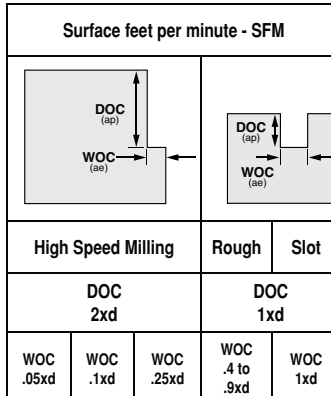 Surface feet per minute - SFM
DOC
(ap)
WOC
(ae)
DOC
(ap)
WOC
(ae)
High Speed Milling
Rough
Slot
DOC
2xd
DOC
1xd
WOC
.05xd
WOC
.1xd
WOC
.25xd
WOC
.4 to
.9xd
WOC
1xd